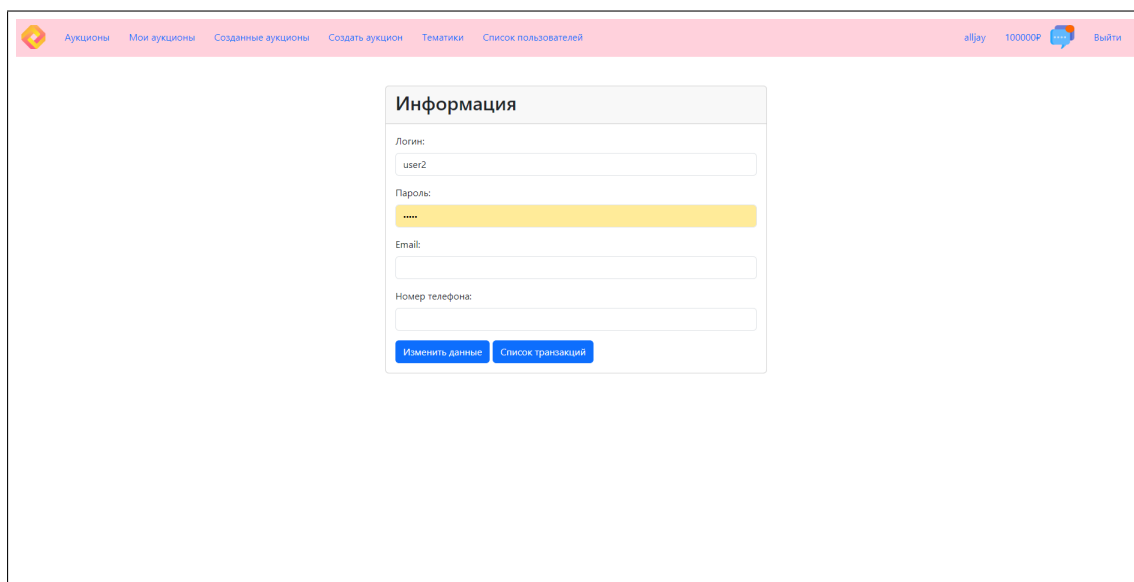 Аукционы Мои аукционы Созданные аукционы Создать аукцион Тематики Список пользователей alljay 100000₽ Выйти
Информация
Логин:
user2
Пароль:
•••••
Email:
Номер телефона:
Изменить данные Список транзакций